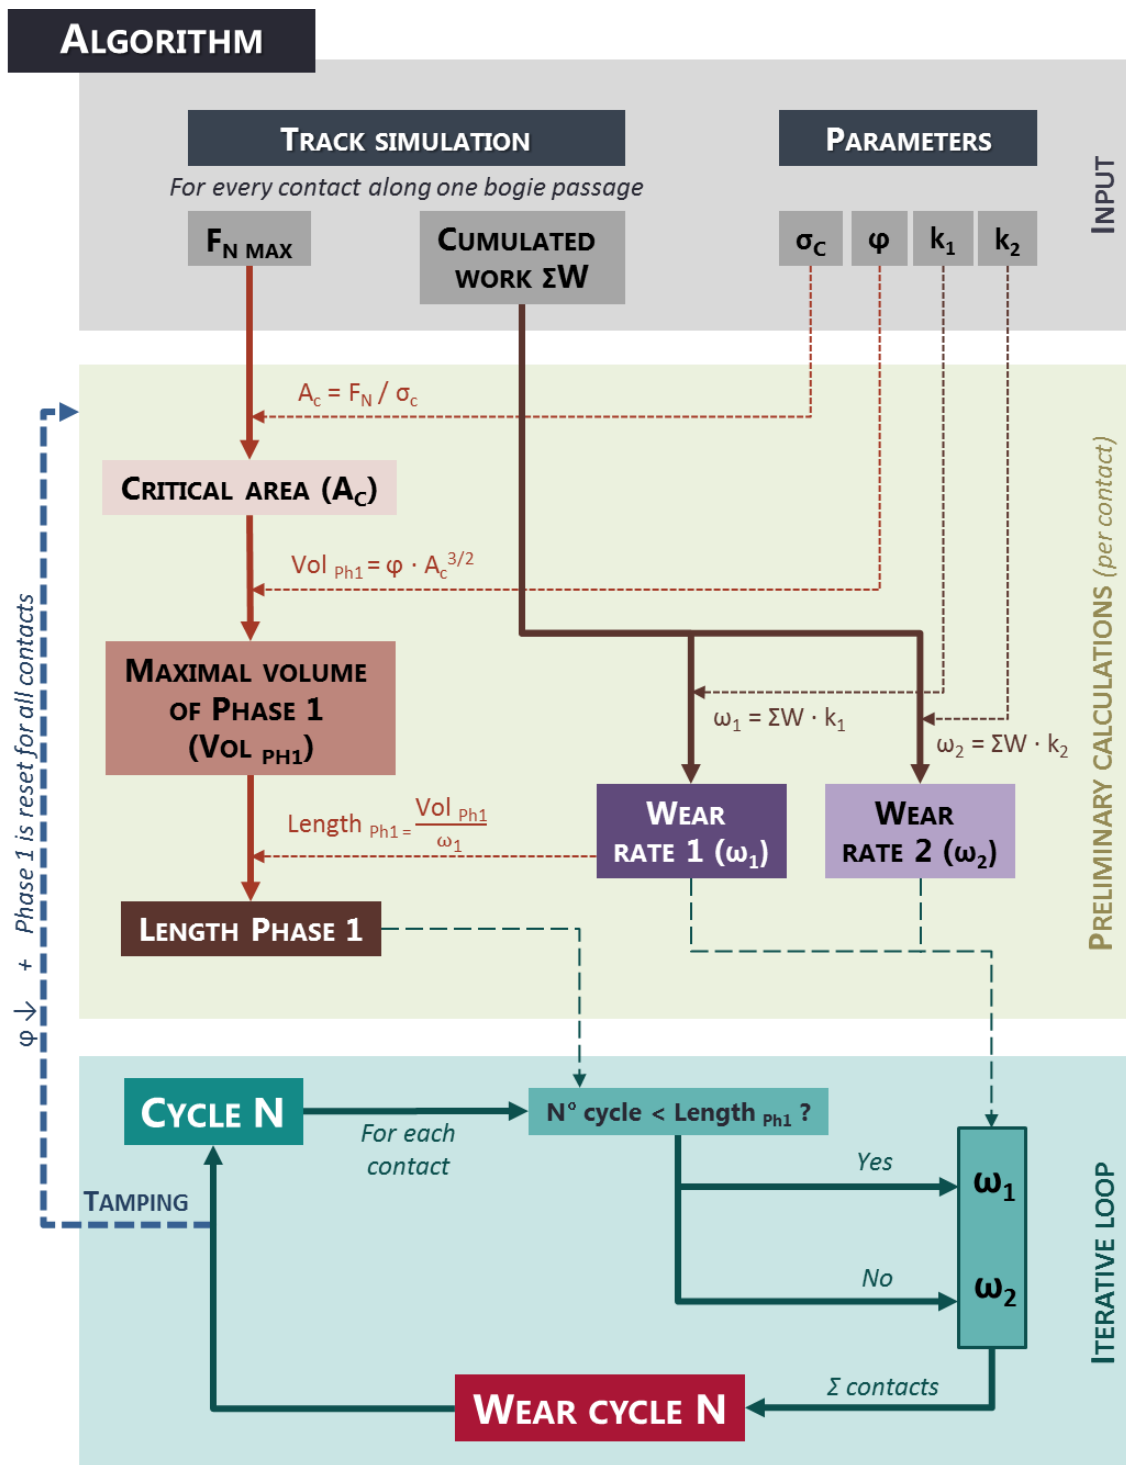 ALGORITHM
TRACK SIMULATION
PARAMETERS
For every contact along one bogie passage
F N MAX
CUMULATED
WORK ΣW
σC
φ
k1
k2
INPUT
Ac = FN / σc
CRITICAL AREA (AC)
Vol Ph1 = φ · Ac^3/2
MAXIMAL VOLUME
OF PHASE 1
(VOL PH1)
ω1 = ΣW · k1
ω2 = ΣW · k2
Length Ph1 = Vol Ph1 / ω1
WEAR
RATE 1 (ω1)
WEAR
RATE 2 (ω2)
LENGTH PHASE 1
PRELIMINARY CALCULATIONS (per contact)
φ ↓ + Phase 1 is reset for all contacts
CYCLE N
For each
contact
N° cycle < Length Ph1 ?
Yes
ω1
No
ω2
TAMPING
Σ contacts
WEAR CYCLE N
ITERATIVE LOOP